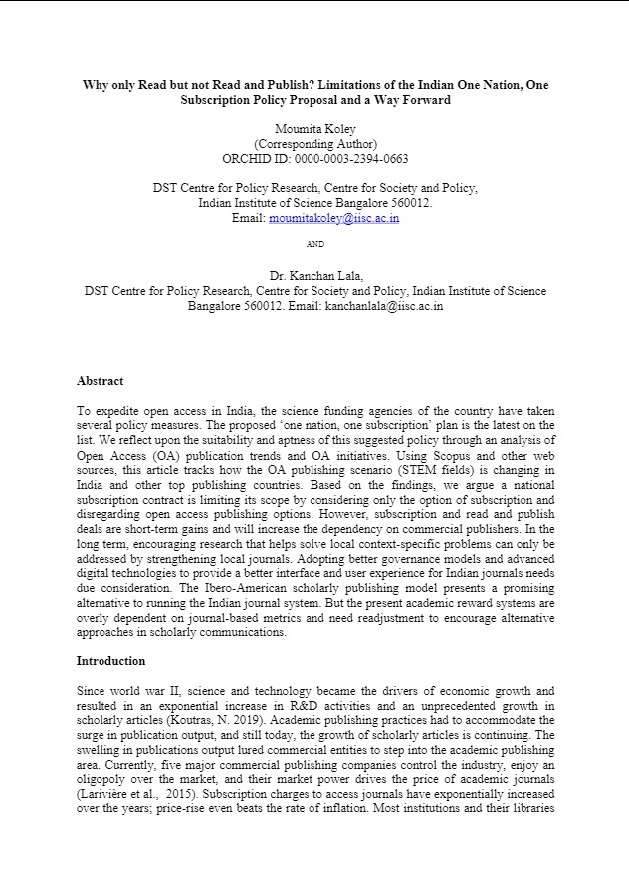 Why only Read but not Read and Publish? Limitations of the Indian One Nation, One
Subscription Policy Proposal and a Way Forward
Moumita Koley
(Corresponding Author)
ORCHID ID: 0000-0003-2394-0663
DST Centre for Policy Research, Centre for Society and Policy,
Indian Institute of Science Bangalore 560012.
Email: moumitakoley@iisc.ac.in
AND
Dr. Kanchan Lala,
DST Centre for Policy Research, Centre for Society and Policy, Indian Institute of Science
Bangalore 560012. Email: kanchanlala@iisc.ac.in
Abstract
To expedite open access in India, the science funding agencies of the country have taken
several policy measures. The proposed ‘one nation, one subscription’ plan is the latest on the
list. We reflect upon the suitability and aptness of this suggested policy through an analysis of
Open Access (OA) publication trends and OA initiatives. Using Scopus and other web
sources, this article tracks how the OA publishing scenario (STEM fields) is changing in
India and other top publishing countries. Based on the findings, we argue a national
subscription contract is limiting its scope by considering only the option of subscription and
disregarding open access publishing options. However, subscription and read and publish
deals are short-term gains and will increase the dependency on commercial publishers. In the
long term, encouraging research that helps solve local context-specific problems can only be
addressed by strengthening local journals. Adopting better governance models and advanced
digital technologies to provide a better interface and user experience for Indian journals needs
due consideration. The Ibero-American scholarly publishing model presents a promising
alternative to running the Indian journal system. But the present academic reward systems are
overly dependent on journal-based metrics and need readjustment to encourage alternative
approaches in scholarly communications.
Introduction
Since world war II, science and technology became the drivers of economic growth and
resulted in an exponential increase in R&D activities and an unprecedented growth in
scholarly articles (Koutras, N. 2019). Academic publishing practices had to accommodate the
surge in publication output, and still today, the growth of scholarly articles is continuing. The
swelling in publications output lured commercial entities to step into the academic publishing
area. Currently, five major commercial publishing companies control the industry, enjoy an
oligopoly over the market, and their market power drives the price of academic journals
(Larivière et al., 2015). Subscription charges to access journals have exponentially increased
over the years; price-rise even beats the rate of inflation. Most institutions and their libraries